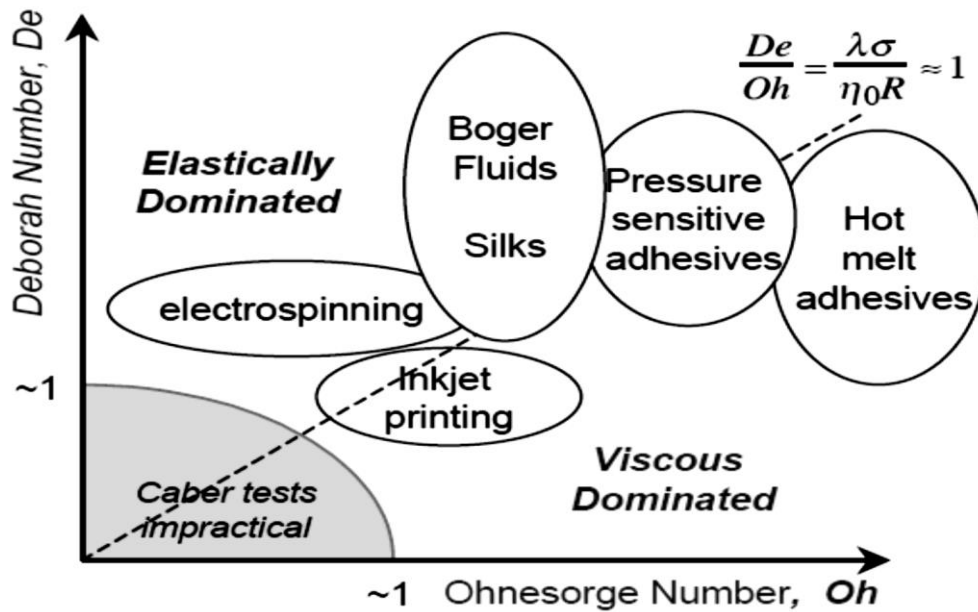 Deborah Number, De
De/Oh = λσ/η₀R ≈ 1
Elastically
Dominated
Boger
Fluids
Silks
Pressure
sensitive
adhesives
Hot
melt
adhesives
electrospinning
Inkjet
printing
~1
Viscous
Dominated
Caber tests
impractical
~1
Ohnesorge Number, Oh